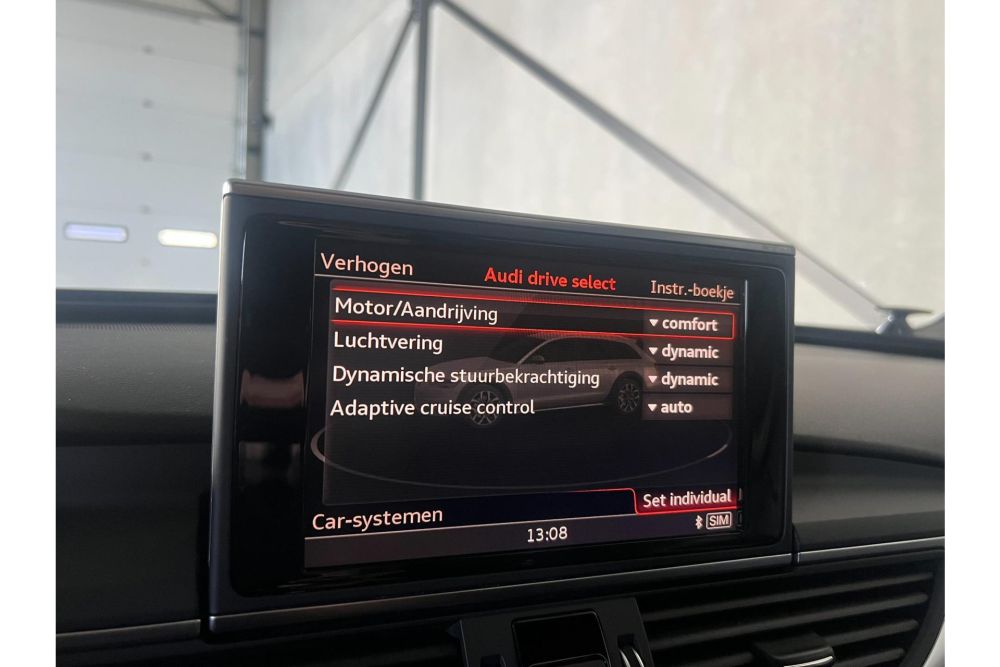 Verhogen
Audi drive select
Instr.-boekje
Motor/Aandrijving
comfort
Luchtvering
dynamic
Dynamische stuurbekrachtiging
dynamic
Adaptive cruise control
auto
Set individual
Car-systemen
13:08
SIM